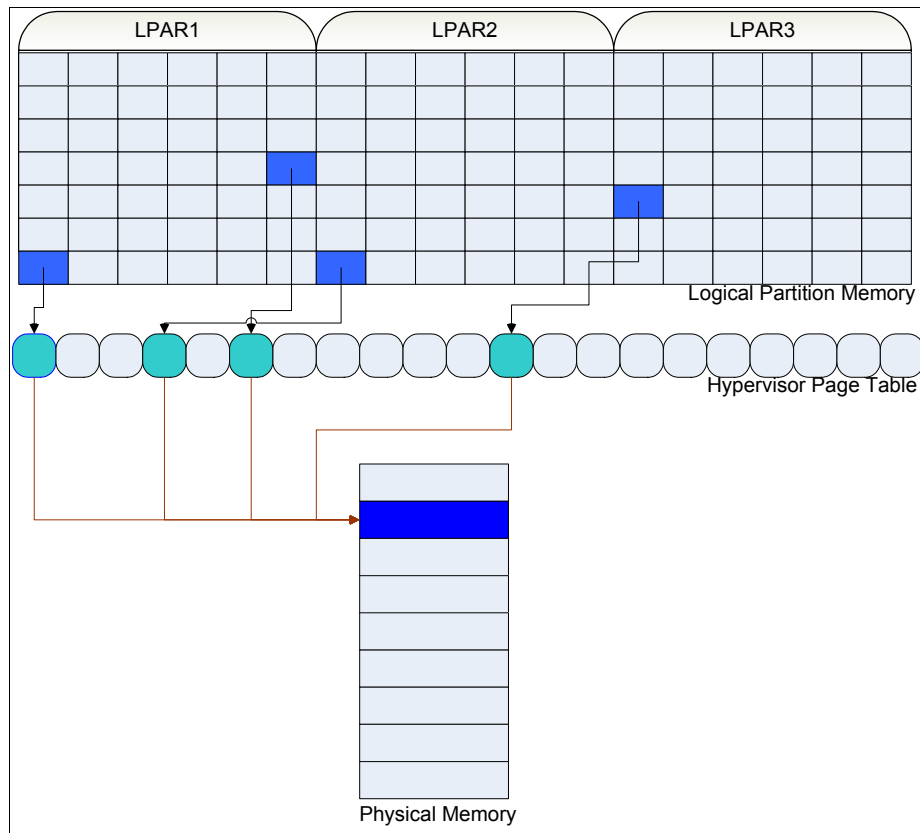 LPAR1
LPAR2
LPAR3
Logical Partition Memory
Hypervisor Page Table
Physical Memory